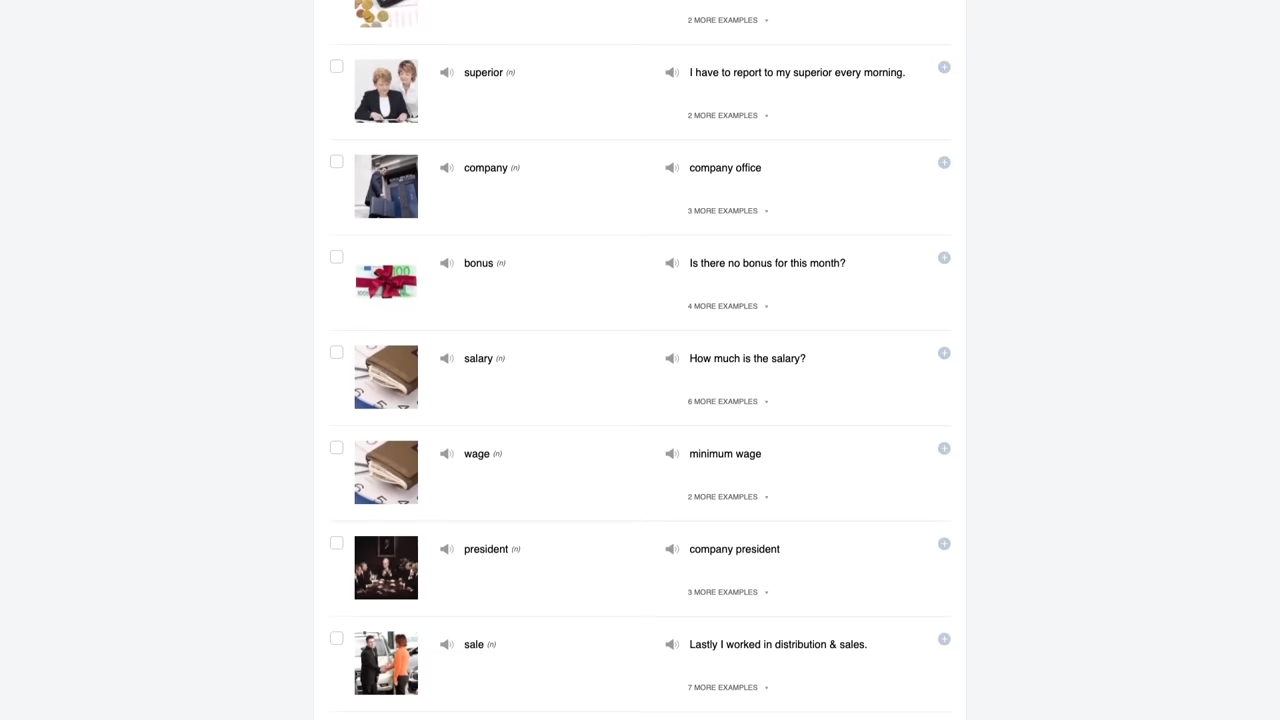 2 MORE EXAMPLES
superior (n)
I have to report to my superior every morning.
2 MORE EXAMPLES
company (n)
company office
3 MORE EXAMPLES
bonus (n)
Is there no bonus for this month?
4 MORE EXAMPLES
salary (n)
How much is the salary?
6 MORE EXAMPLES
wage (n)
minimum wage
2 MORE EXAMPLES
president (n)
company president
3 MORE EXAMPLES
sale (n)
Lastly I worked in distribution & sales.
7 MORE EXAMPLES